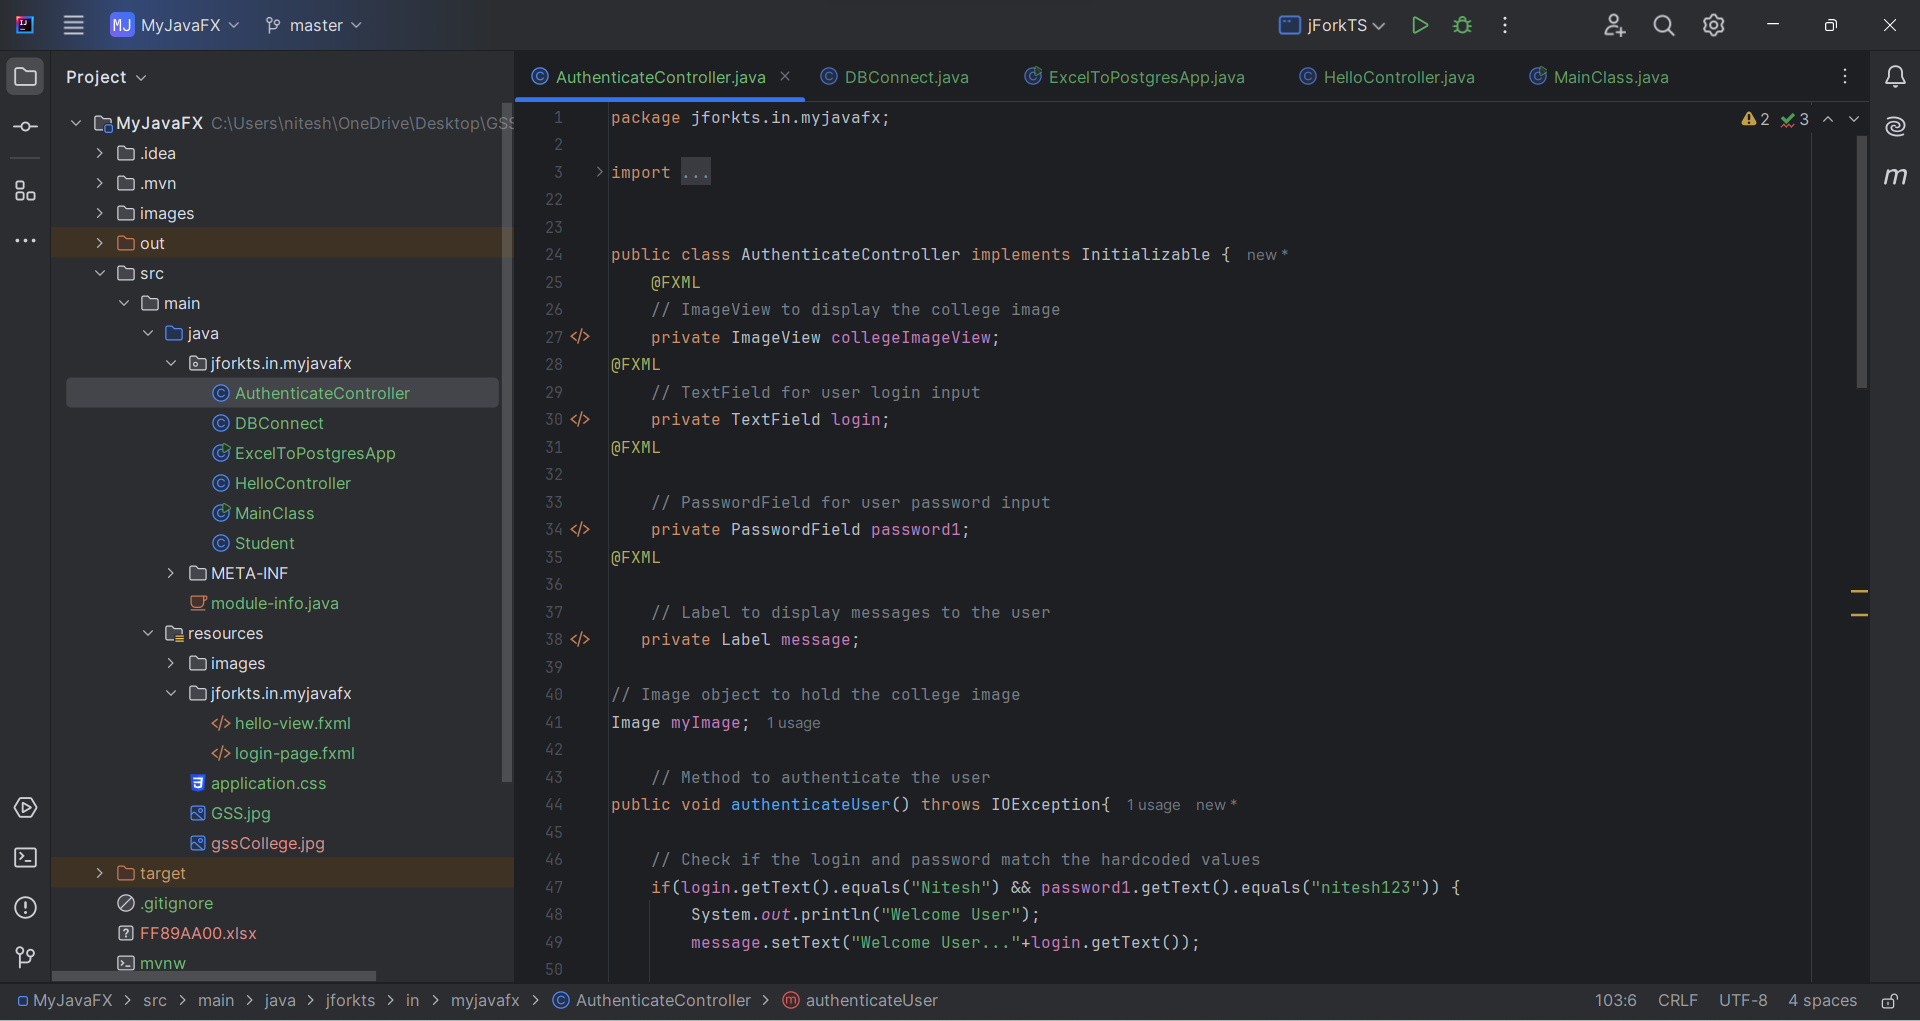 MJ MyJavaFX master jForkTS
Project
AuthenticateController.java DBConnect.java ExcelToPostgresApp.java HelloController.java MainClass.java
MyJavaFX C:\Users\nitesh\OneDrive\Desktop\GSS
.idea
.mvn
images
out
src
main
java
jforkts.in.myjavafx
AuthenticateController
DBConnect
ExcelToPostgresApp
HelloController
MainClass
Student
META-INF
module-info.java
resources
images
jforkts.in.myjavafx
hello-view.fxml
login-page.fxml
application.css
GSS.jpg
gssCollege.jpg
target
.gitignore
FF89AA00.xlsx
mvnw
2 3
1 package jforkts.in.myjavafx;
2
3 import ...
22
23
24 public class AuthenticateController implements Initializable { new *
25 @FXML
26 // ImageView to display the college image
27 private ImageView collegeImageView;
28 @FXML
29 // TextField for user login input
30 private TextField login;
31 @FXML
32
33 // PasswordField for user password input
34 private PasswordField password1;
35 @FXML
36
37 // Label to display messages to the user
38 private Label message;
39
40 // Image object to hold the college image
41 Image myImage; 1 usage
42
43 // Method to authenticate the user
44 public void authenticateUser() throws IOException{ 1 usage new *
45
46 // Check if the login and password match the hardcoded values
47 if(login.getText().equals("Nitesh") && password1.getText().equals("nitesh123")) {
48 System.out.println("Welcome User");
49 message.setText("Welcome User..."+login.getText());
50
m
MyJavaFX > src > main > java > jforkts > in > myjavafx > AuthenticateController > authenticateUser
103:6 CRLF UTF-8 4 spaces